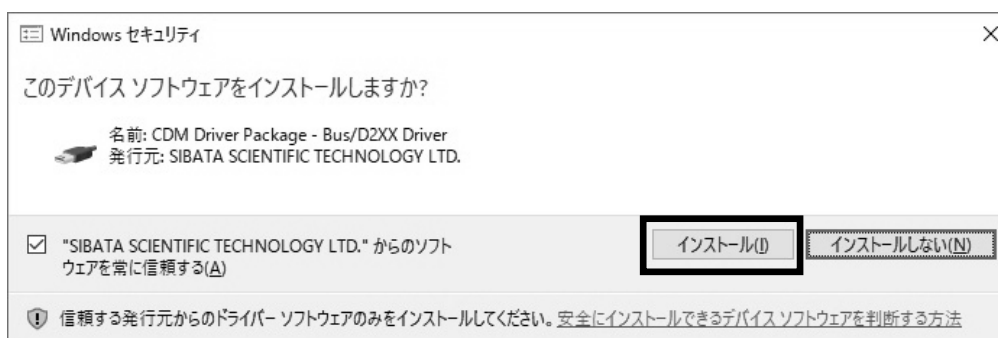 Windows セキュリティ
このデバイス ソフトウェアをインストールしますか?
名前: CDM Driver Package - Bus/D2XX Driver
発行元: SIBATA SCIENTIFIC TECHNOLOGY LTD.
"SIBATA SCIENTIFIC TECHNOLOGY LTD." からのソフト
ウェアを常に信頼する(A)
インストール(I)
インストールしない(N)
信頼する発行元からのドライバー ソフトウェアのみをインストールしてください。安全にインストールできるデバイス ソフトウェアを判断する方法